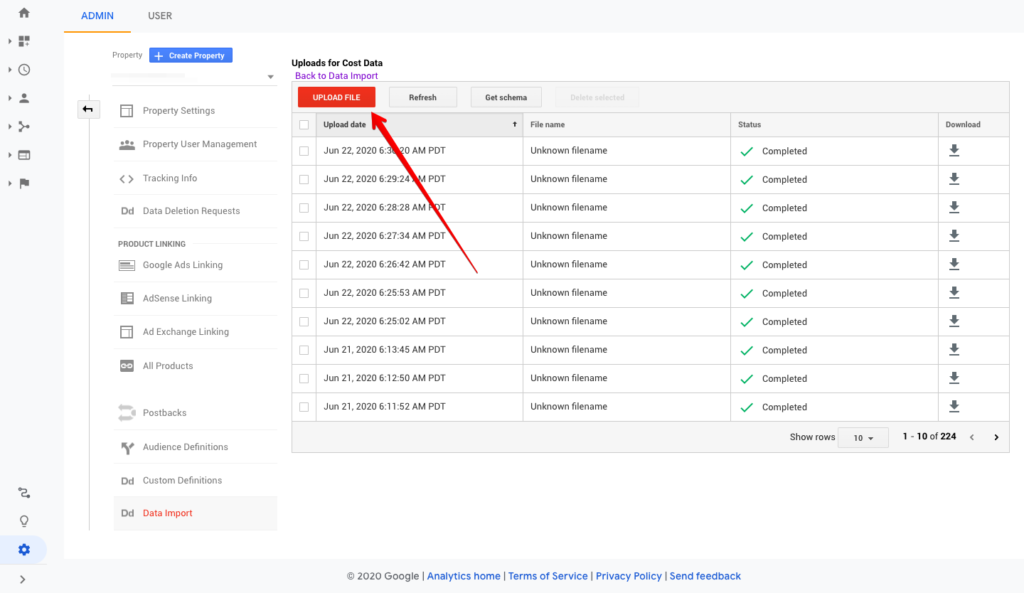 ADMIN USER
Property + Create Property
Uploads for Cost Data
Back to Data Import
UPLOAD FILE Refresh Get schema Delete selected
Upload date File name Status Download
Jun 22, 2020 6:30:20 AM PDT Unknown filename Completed
Jun 22, 2020 6:29:24 AM PDT Unknown filename Completed
Jun 22, 2020 6:28:28 AM PDT Unknown filename Completed
Jun 22, 2020 6:27:34 AM PDT Unknown filename Completed
Jun 22, 2020 6:26:42 AM PDT Unknown filename Completed
Jun 22, 2020 6:25:53 AM PDT Unknown filename Completed
Jun 22, 2020 6:25:02 AM PDT Unknown filename Completed
Jun 21, 2020 6:13:45 AM PDT Unknown filename Completed
Jun 21, 2020 6:12:50 AM PDT Unknown filename Completed
Jun 21, 2020 6:11:52 AM PDT Unknown filename Completed
Show rows 10 1 - 10 of 224
Property Settings
Property User Management
Tracking Info
Dd Data Deletion Requests
PRODUCT LINKING
Google Ads Linking
AdSense Linking
Ad Exchange Linking
All Products
Postbacks
Audience Definitions
Dd Custom Definitions
Dd Data Import
© 2020 Google | Analytics home | Terms of Service | Privacy Policy | Send feedback